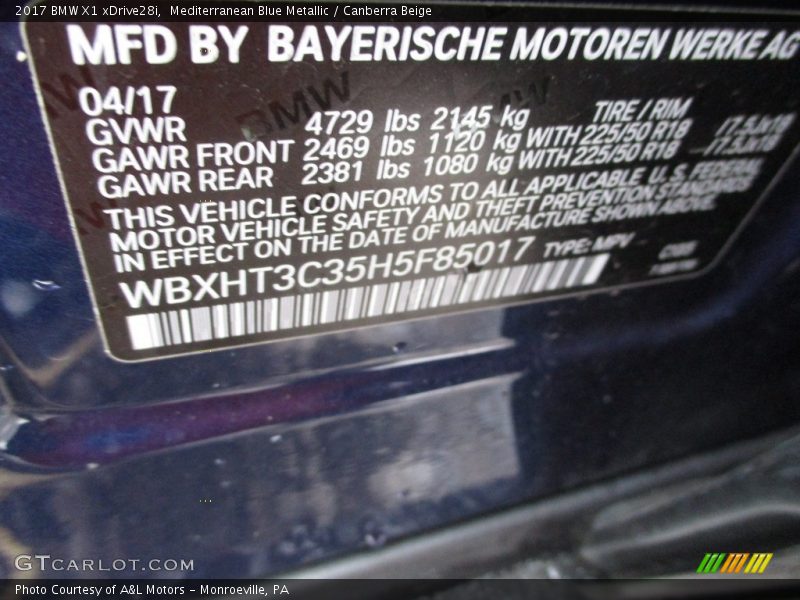 2017 BMW X1 xDrive28i, Mediterranean Blue Metallic / Canberra Beige
MFD BY BAYERISCHE MOTOREN WERKE AG
04/17 TIRE / RIM
GVWR 4729 lbs 2145 kg
GAWR FRONT 2469 lbs 1120 kg WITH 225/50 R18 /7.5Jx18
GAWR REAR 2381 lbs 1080 kg WITH 225/50 R18 /7.5Jx18
THIS VEHICLE CONFORMS TO ALL APPLICABLE U.S. FEDERAL
MOTOR VEHICLE SAFETY AND THEFT PREVENTION STANDARDS
IN EFFECT ON THE DATE OF MANUFACTURE SHOWN ABOVE.
WBXHT3C35H5F85017 TYPE: MPV
GTCARLOT.COM
Photo Courtesy of A&L Motors - Monroeville, PA